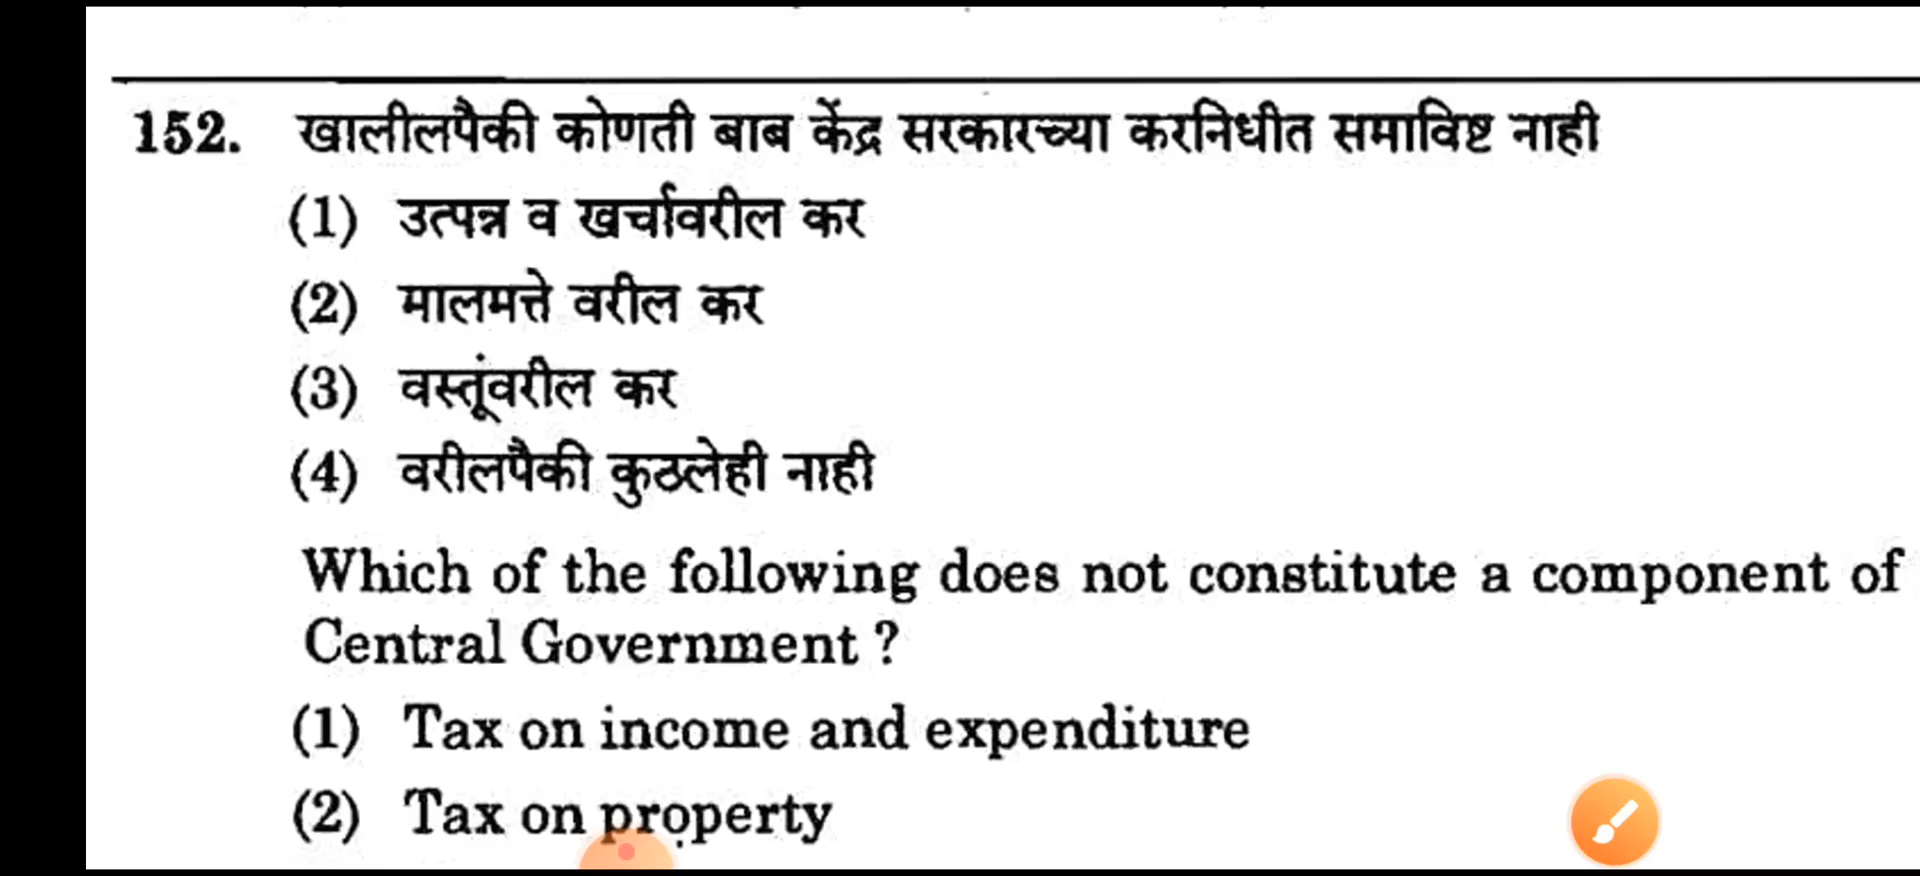 152. खालीलपैकी कोणती बाब केंद्र सरकारच्या करनिधीत समाविष्ट नाही
(1) उत्पन्न व खर्चावरील कर
(2) मालमत्ते वरील कर
(3) वस्तूंवरील कर
(4) वरीलपैकी कुठलेही नाही
Which of the following does not constitute a component of
Central Government ?
(1) Tax on income and expenditure
(2) Tax on property